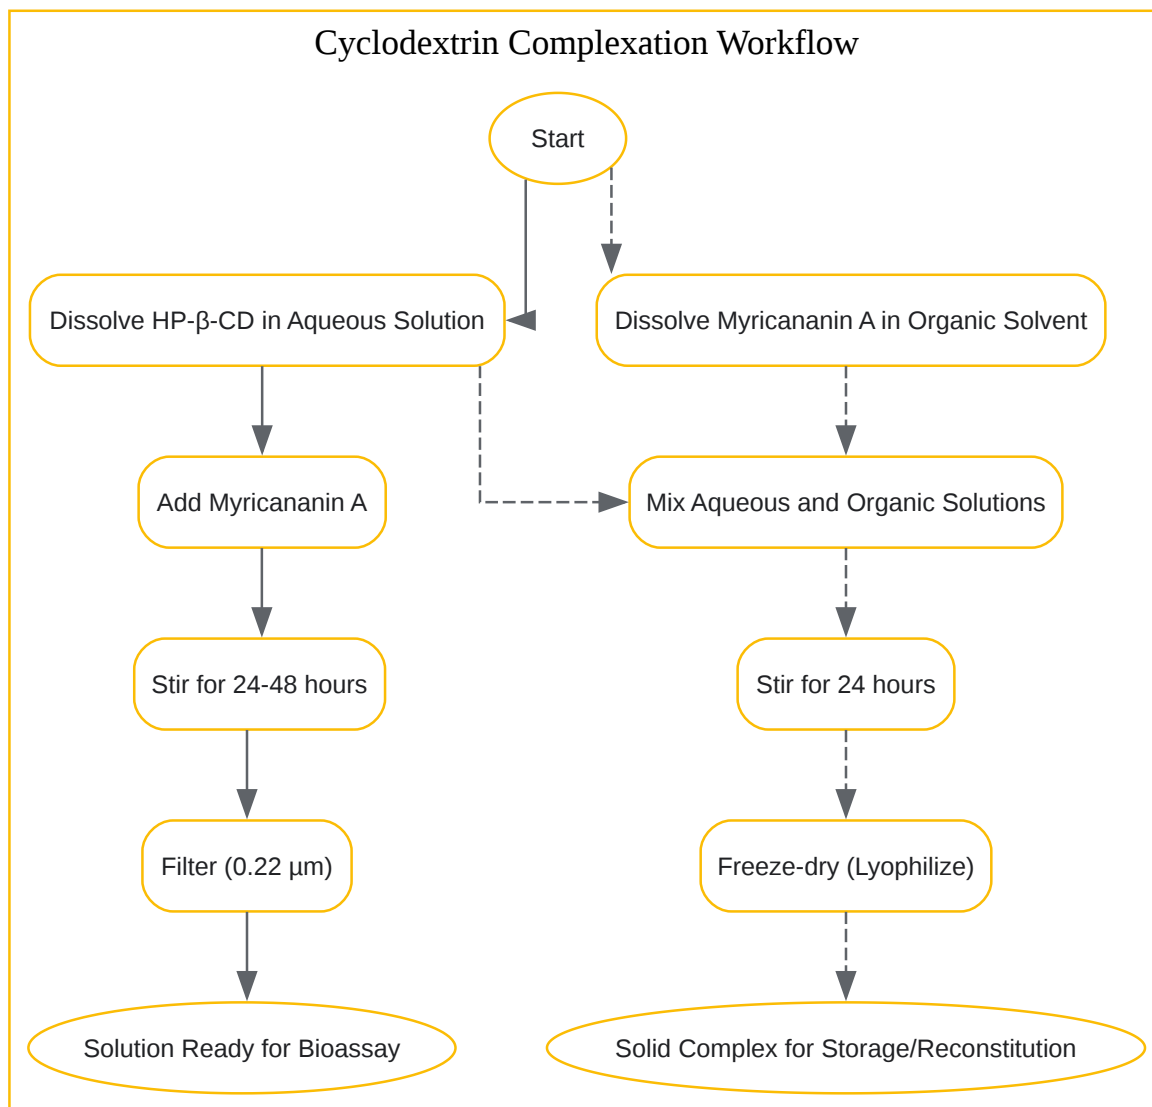 Cyclodextrin Complexation Workflow
Start
Dissolve HP-β-CD in Aqueous Solution
Dissolve Myricananin A in Organic Solvent
Add Myricananin A
Mix Aqueous and Organic Solutions
Stir for 24-48 hours
Stir for 24 hours
Filter (0.22 µm)
Freeze-dry (Lyophilize)
Solution Ready for Bioassay
Solid Complex for Storage/Reconstitution